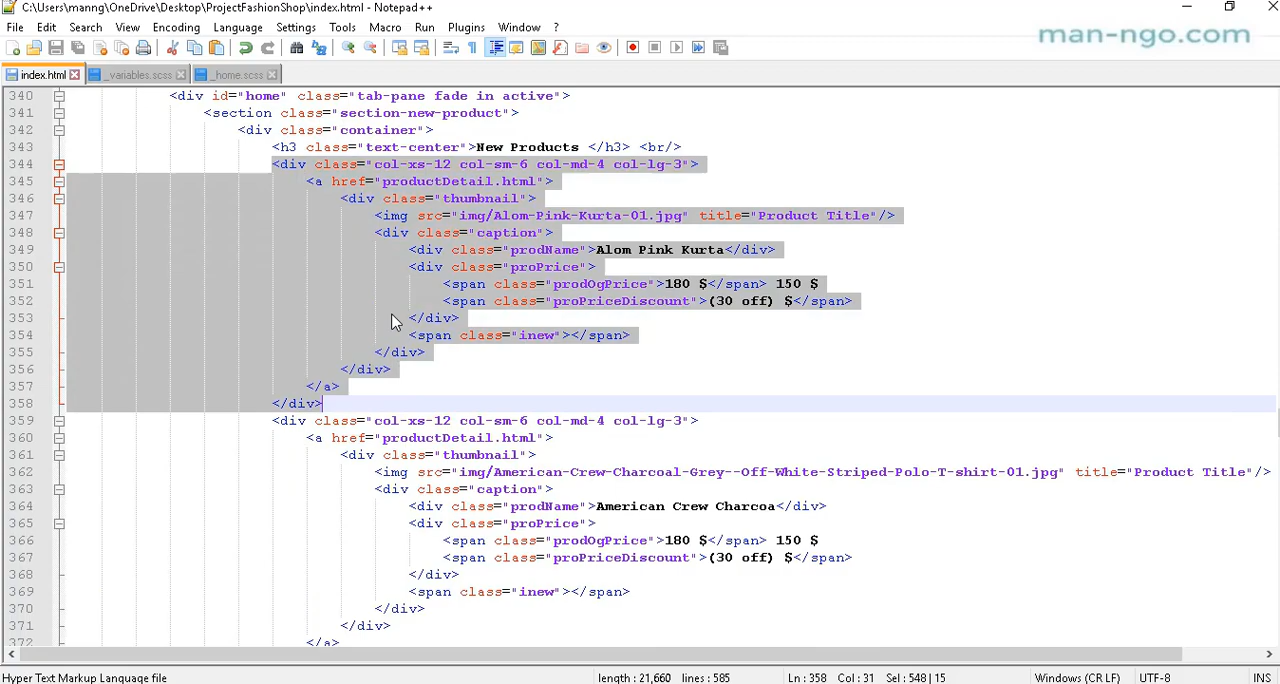 C:\Users\manng\OneDrive\Desktop\ProjectFashionShop\index.html - Notepad++
File Edit Search View Encoding Language Settings Tools Macro Run Plugins Window ?
man-ngo.com
index.html _variables.scss _home.scss
340 <div id="home" class="tab-pane fade in active">
341 <section class="section-new-product">
342 <div class="container">
343 <h3 class="text-center">New Products </h3> <br/>
344 <div class="col-xs-12 col-sm-6 col-md-4 col-lg-3">
345 <a href="productDetail.html">
346 <div class="thumbnail">
347 <img src="img/Alom-Pink-Kurta-01.jpg" title="Product Title"/>
348 <div class="caption">
349 <div class="prodName">Alom Pink Kurta</div>
350 <div class="proPrice">
351 <span class="prodOgPrice">180 $</span> 150 $
352 <span class="proPriceDiscount">(30 off) $</span>
353 </div>
354 <span class="inew"></span>
355 </div>
356 </div>
357 </a>
358 </div>
359 <div class="col-xs-12 col-sm-6 col-md-4 col-lg-3">
360 <a href="productDetail.html">
361 <div class="thumbnail">
362 <img src="img/American-Crew-Charcoal-Grey--Off-White-Striped-Polo-T-shirt-01.jpg" title="Product Title"/>
363 <div class="caption">
364 <div class="prodName">American Crew Charcoa</div>
365 <div class="proPrice">
366 <span class="prodOgPrice">180 $</span> 150 $
367 <span class="proPriceDiscount">(30 off) $</span>
368 </div>
369 <span class="inew"></span>
370 </div>
371 </div>
372 </a>
Hyper Text Markup Language file length : 21,660 lines : 585 Ln : 358 Col : 31 Sel : 548 | 15 Windows (CR LF) UTF-8 INS